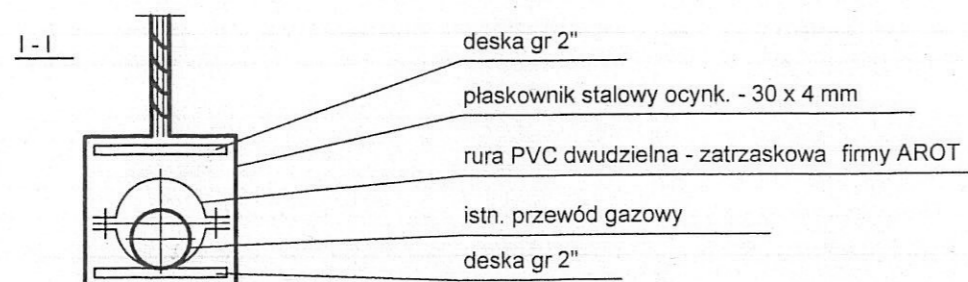 I - I
deska gr 2"
płaskownik stalowy ocynk. - 30 x 4 mm
rura PVC dwudzielna - zatrzaskowa firmy AROT
istn. przewód gazowy
deska gr 2"